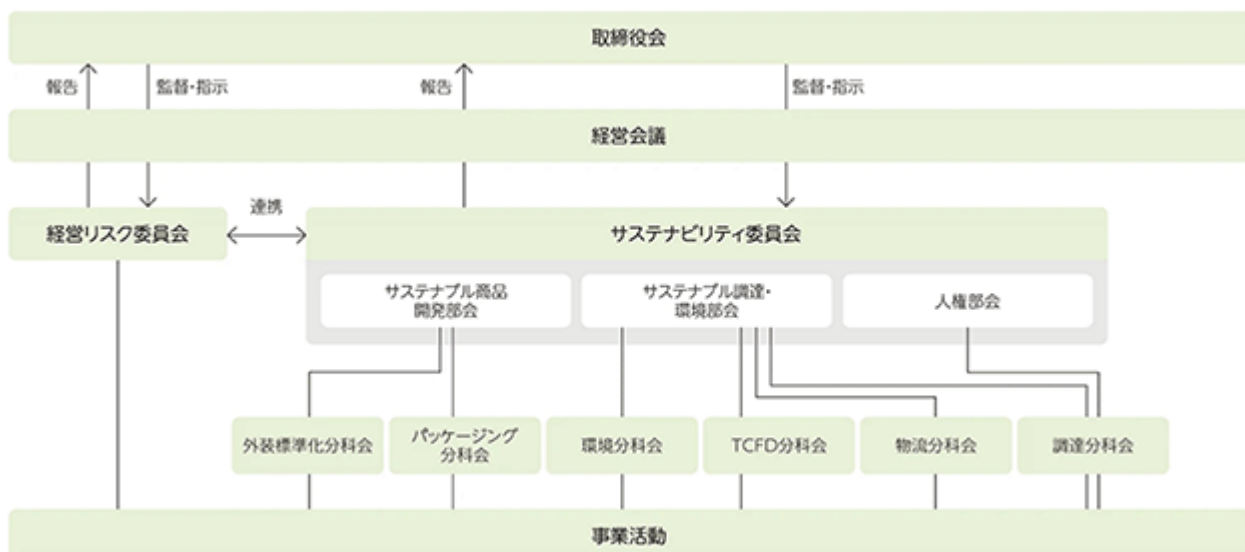 取締役会
報告
監督・指示
報告
監督・指示
経営会議
連携
経営リスク委員会
サステナビリティ委員会
サステナブル商品
開発部会
サステナブル調達・
環境部会
人権部会
外装標準化分科会
パッケージング
分科会
環境分科会
TCFD分科会
物流分科会
調達分科会
事業活動